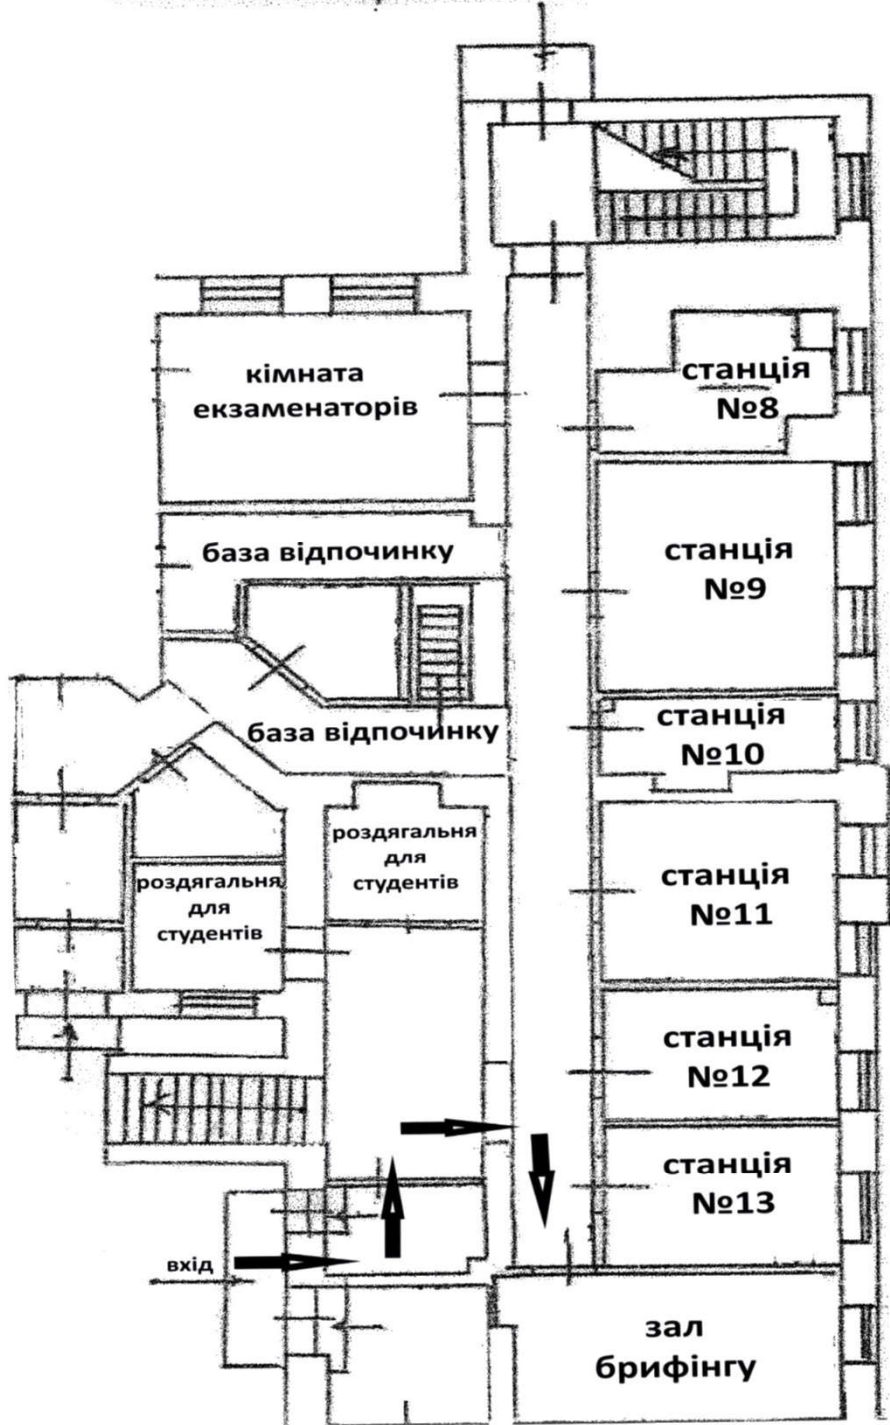 кімната
екзаменаторів
станція
№8
база відпочинку
станція
№9
база відпочинку
станція
№10
роздягальня
для
студентів
роздягальня
для
студентів
станція
№11
станція
№12
станція
№13
вхід
зал
брифінгу